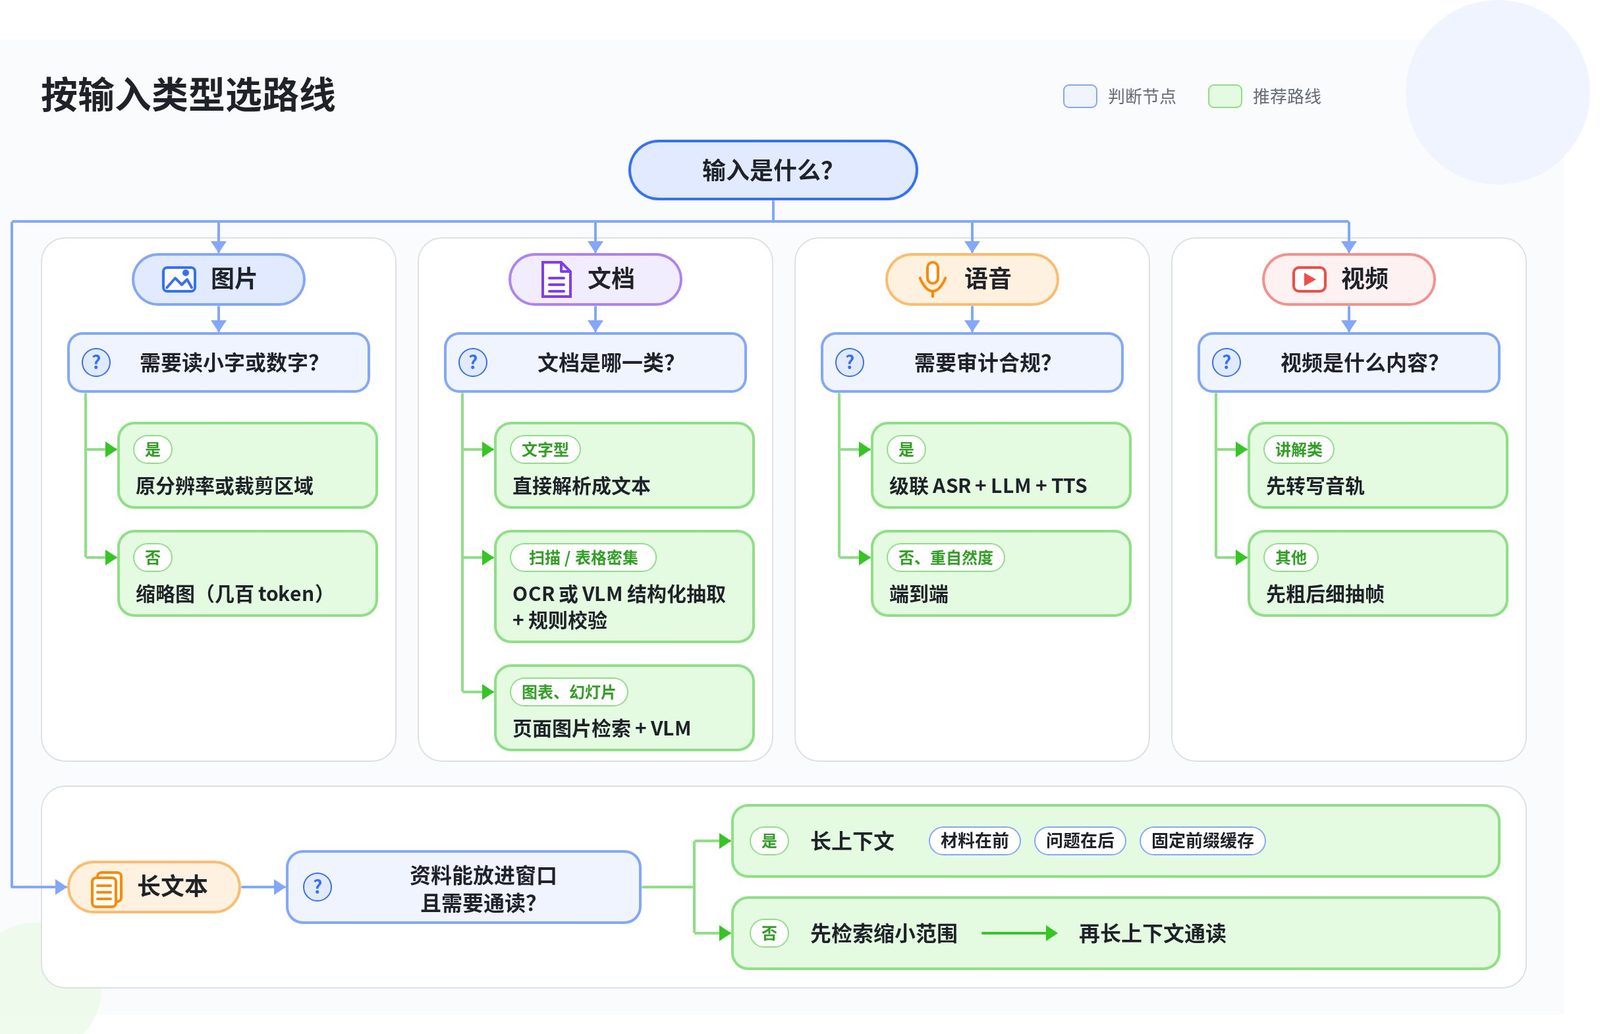 按输入类型选路线
判断节点
推荐路线
输入是什么?
图片
需要读小字或数字?
是
原分辨率或裁剪区域
否
缩略图（几百 token）
文档
文档是哪一类?
文字型
直接解析成文本
扫描 / 表格密集
OCR 或 VLM 结构化抽取
+ 规则校验
图表、幻灯片
页面图片检索 + VLM
语音
需要审计合规?
是
级联 ASR + LLM + TTS
否、重自然度
端到端
视频
视频是什么内容?
讲解类
先转写音轨
其他
先粗后细抽帧
长文本
资料能放进窗口
且需要通读?
是
长上下文
材料在前
问题在后
固定前缀缓存
否
先检索缩小范围
再长上下文通读